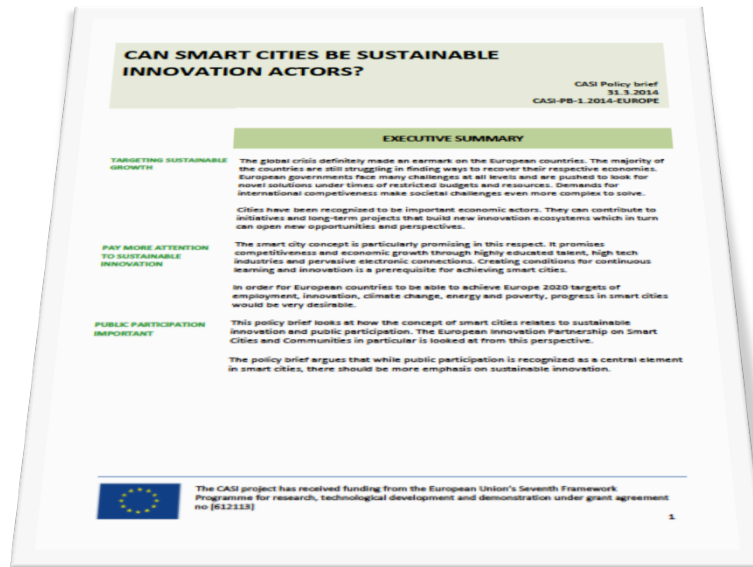 CAN SMART CITIES BE SUSTAINABLE
INNOVATION ACTORS?
CASI Policy brief
31.3.2014
CASI-PB-1.2014-EUROPE
EXECUTIVE SUMMARY
TARGETING SUSTAINABLE
GROWTH
The global crisis definitely made an earmark on the European countries. The majority of
the countries are still struggling in finding ways to recover their respective economies.
European governments face many challenges at all levels and are pushed to look for
novel solutions under times of restricted budgets and resources. Demands for
international competiveness make societal challenges even more complex to solve.
Cities have been recognized to be important economic actors. They can contribute to
initiatives and long-term projects that build new innovation ecosystems which in turn
can open new opportunities and perspectives.
PAY MORE ATTENTION
TO SUSTAINABLE
INNOVATION
The smart city concept is particularly promising in this respect. It promises
competitiveness and economic growth through highly educated talent, high tech
industries and pervasive electronic connections. Creating conditions for continuous
learning and innovation is a prerequisite for achieving smart cities.
In order for European countries to be able to achieve Europe 2020 targets of
employment, innovation, climate change, energy and poverty, progress in smart cities
would be very desirable.
PUBLIC PARTICIPATION
IMPORTANT
This policy brief looks at how the concept of smart cities relates to sustainable
innovation and public participation. The European Innovation Partnership on Smart
Cities and Communities in particular is looked at from this perspective.
The policy brief argues that while public participation is recognized as a central element
in smart cities, there should be more emphasis on sustainable innovation.
The CASI project has received funding from the European Union's Seventh Framework
Programme for research, technological development and demonstration under grant agreement
no [612113]
1